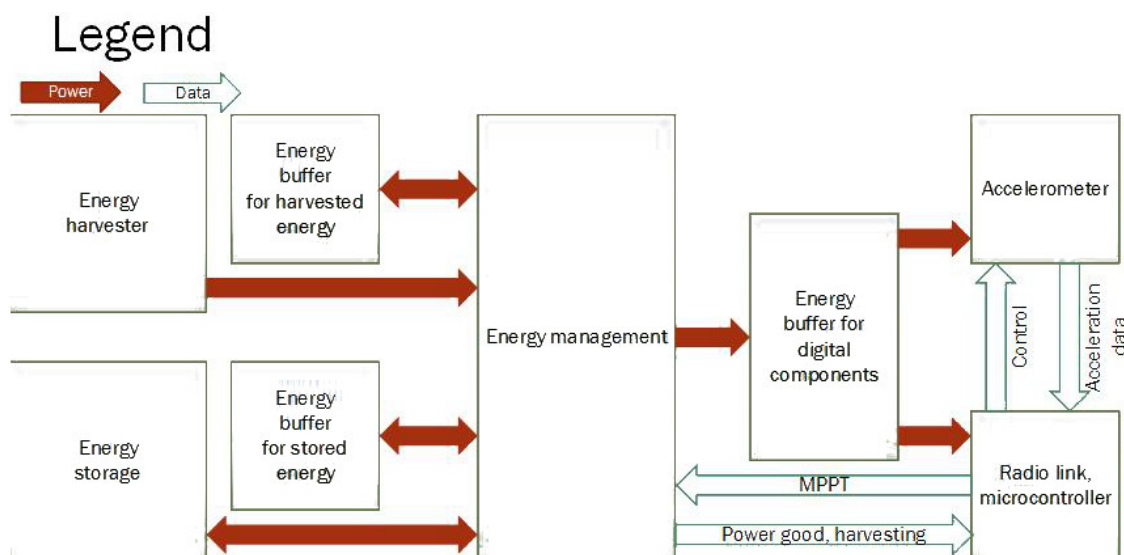 Legend
Power
Data
Energy
harvester
Energy
buffer
for harvested
energy
Energy
storage
Energy
buffer
for stored
energy
Energy management
Energy
buffer for
digital
components
Accelerometer
Control
Acceleration
data
Radio link,
microcontroller
MPPT
Power good, harvesting